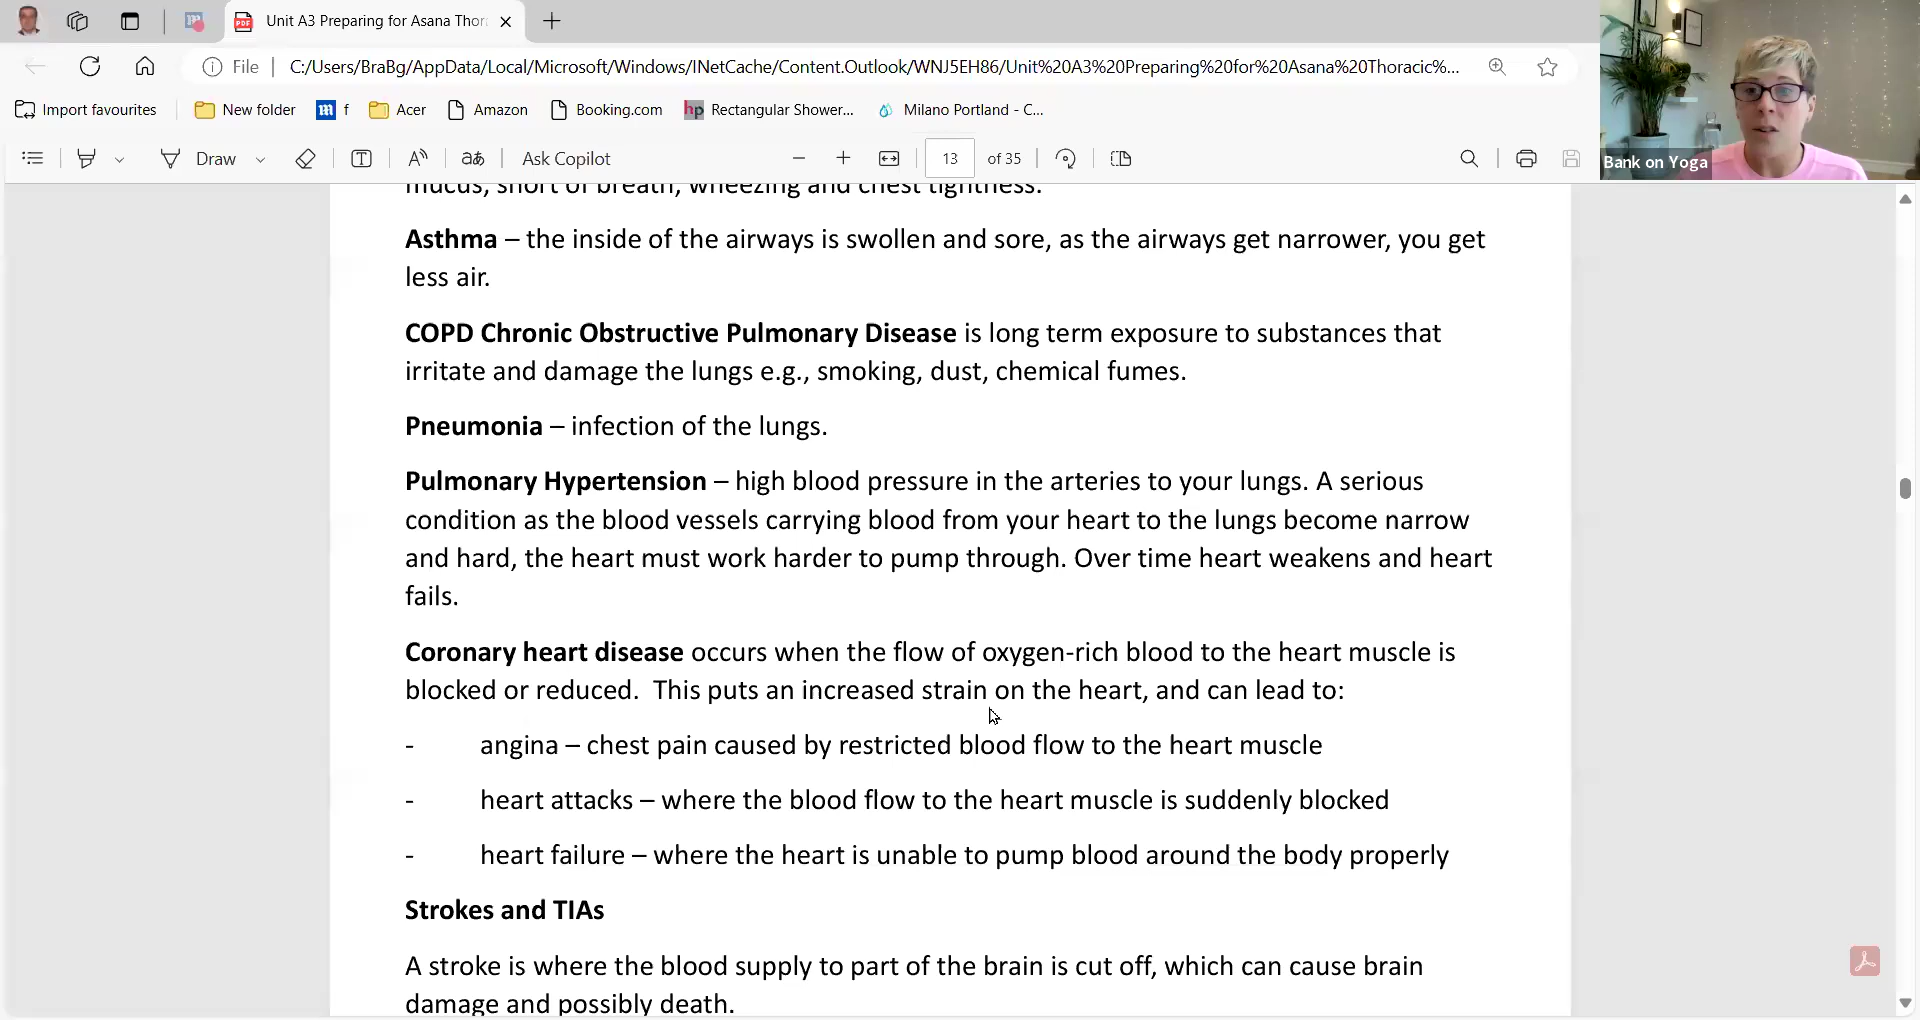 Unit A3 Preparing for Asana Thor
File
C:/Users/BraBg/AppData/Local/Microsoft/Windows/INetCache/Content.Outlook/WNJ5EH86/Unit%20A3%20Preparing%20for%20Asana%20Thoracic%...
Import favourites New folder f Acer Amazon Booking.com Rectangular Shower... Milano Portland - C...
Draw Ask Copilot 13 of 35
Bank on Yoga
mucus, short of breath, wheezing and chest tightness.
Asthma – the inside of the airways is swollen and sore, as the airways get narrower, you get
less air.
COPD Chronic Obstructive Pulmonary Disease is long term exposure to substances that
irritate and damage the lungs e.g., smoking, dust, chemical fumes.
Pneumonia – infection of the lungs.
Pulmonary Hypertension – high blood pressure in the arteries to your lungs. A serious
condition as the blood vessels carrying blood from your heart to the lungs become narrow
and hard, the heart must work harder to pump through. Over time heart weakens and heart
fails.
Coronary heart disease occurs when the flow of oxygen-rich blood to the heart muscle is
blocked or reduced.  This puts an increased strain on the heart, and can lead to:
- angina – chest pain caused by restricted blood flow to the heart muscle
- heart attacks – where the blood flow to the heart muscle is suddenly blocked
- heart failure – where the heart is unable to pump blood around the body properly
Strokes and TIAs
A stroke is where the blood supply to part of the brain is cut off, which can cause brain
damage and possibly death.